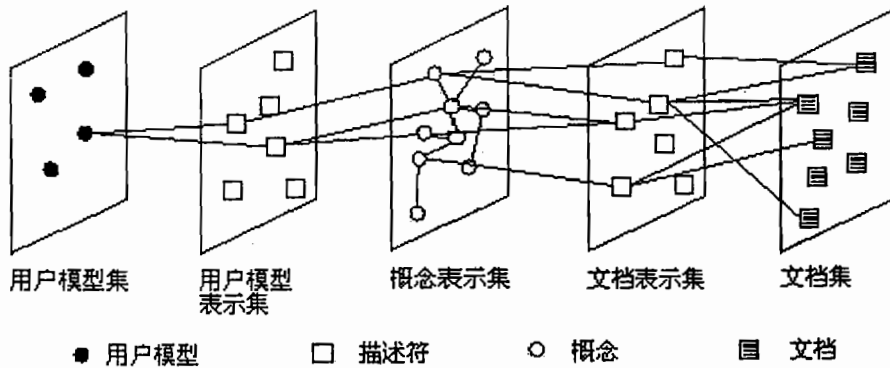 用户模型集
用户模型
表示集
概念表示集
文档表示集
文档集
用户模型
描述符
概念
文档